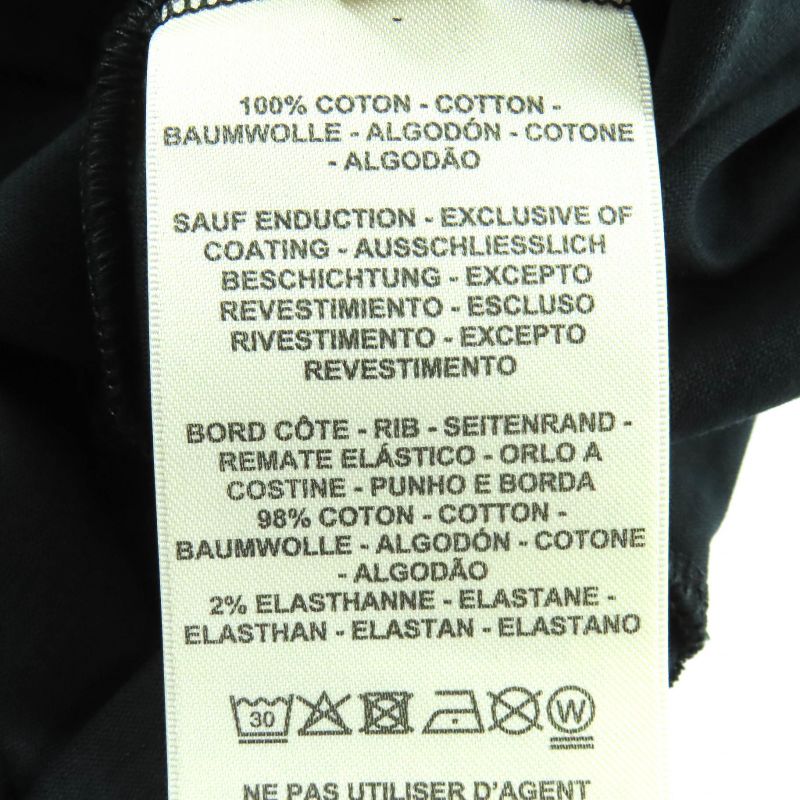 100% COTON - COTTON -
BAUMWOLLE - ALGODÓN - COTONE
- ALGODÃO
SAUF ENDUCTION - EXCLUSIVE OF
COATING - AUSSCHLIESSLICH
BESCHICHTUNG - EXCEPTO
REVESTIMIENTO - ESCLUSO
RIVESTIMENTO - EXCEPTO
REVESTIMENTO
BORD CÔTE - RIB - SEITENRAND -
REMATE ELÁSTICO - ORLO A
COSTINE - PUNHO E BORDA
98% COTON - COTTON -
BAUMWOLLE - ALGODÓN - COTONE
- ALGODÃO
2% ELASTHANNE - ELASTANE -
ELASTHAN - ELASTAN - ELASTANO
30 W
NE PAS UTILISER D'AGENT